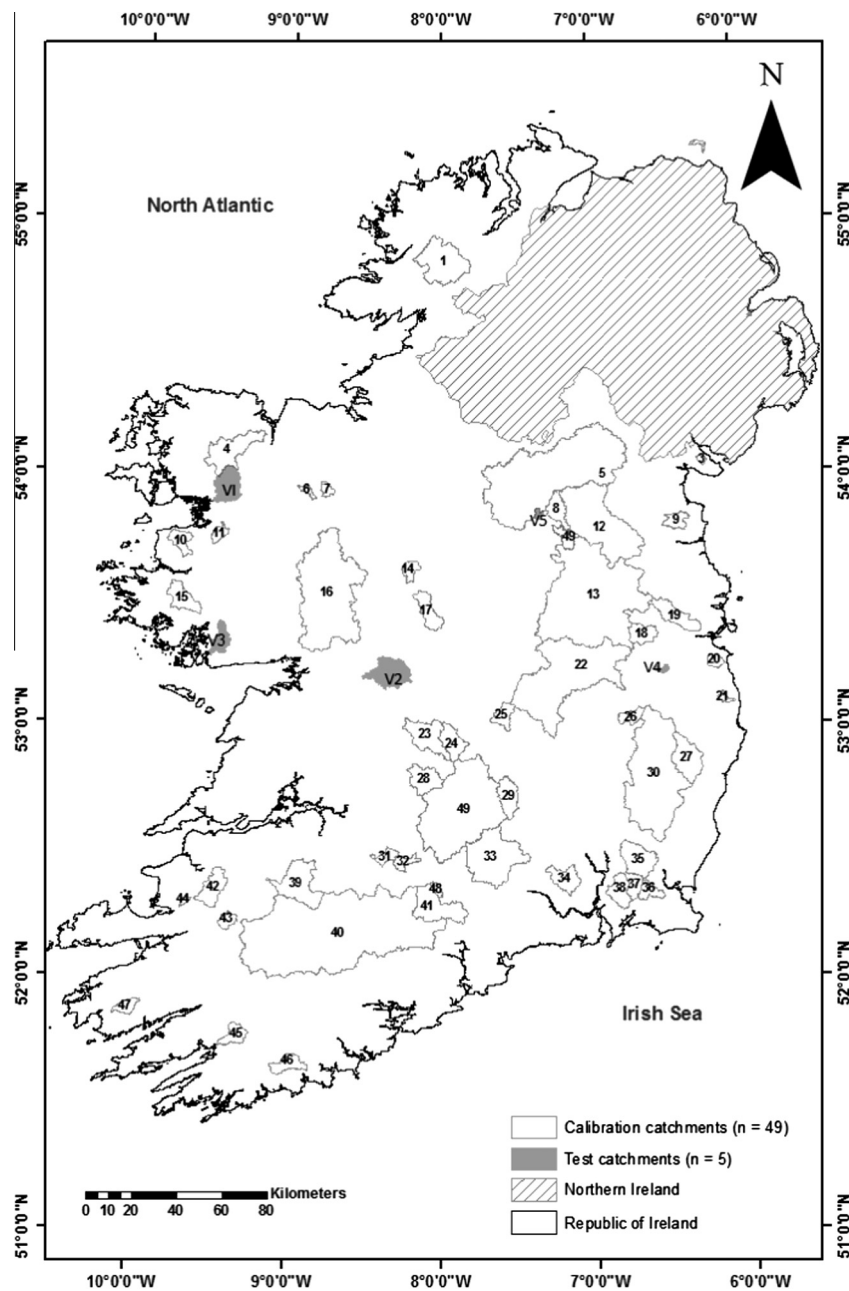 10°0'0"W 9°0'0"W 8°0'0"W 7°0'0"W 6°0'0"W
N
North Atlantic
55°0'0"N
55°0'0"N
1
4
54°0'0"N
3
54°0'0"N
5
V1
6 7
8
V5
12
9
10 11
49
14
16
13
15
17
19
18
V3
20
22
V4
V2
21
53°0'0"N
25
26
53°0'0"N
23
24
27
28
30
29
49
31 32
33
35
39
34
42
48
38 37 36
44
41
43
40
52°0'0"N
52°0'0"N
47
Irish Sea
45
46
Calibration catchments (n = 49)
Test catchments (n = 5)
Northern Ireland
Republic of Ireland
Kilometers
0 10 20 40 60 80
51°0'0"N
51°0'0"N
10°0'0"W 9°0'0"W 8°0'0"W 7°0'0"W 6°0'0"W